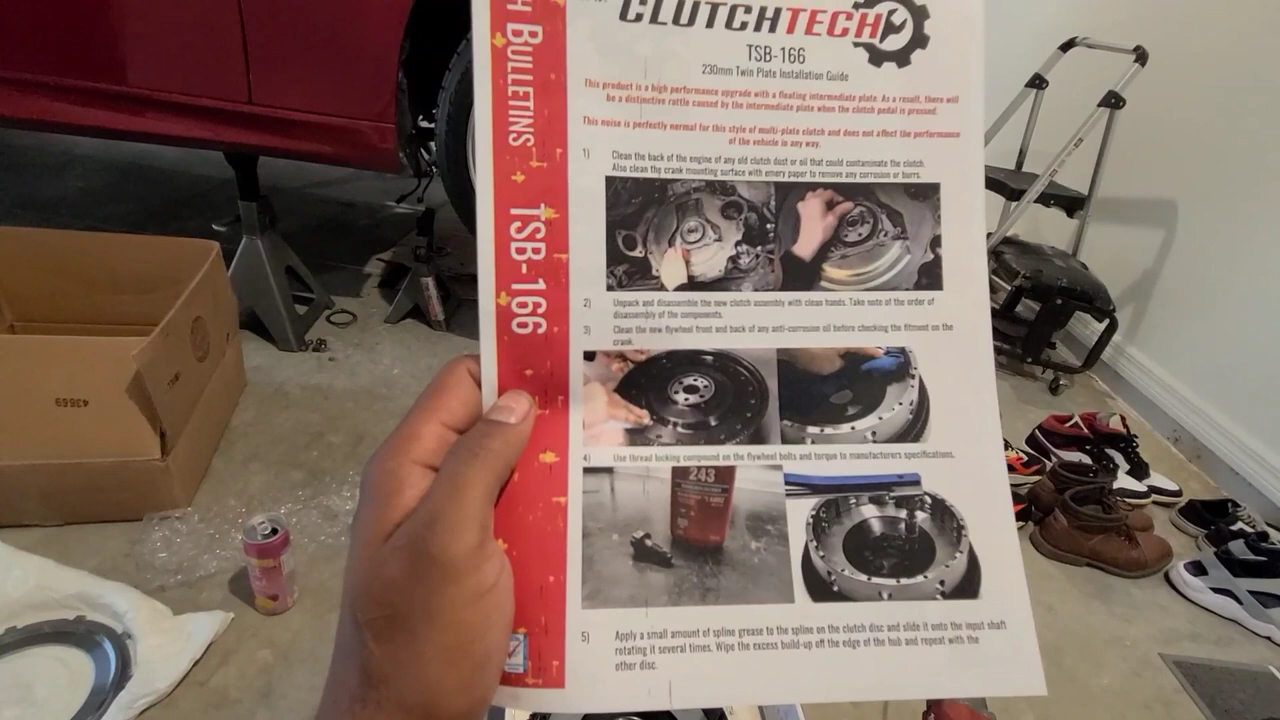 CLUTCHTECH
TSB-166
230mm Twin Plate Installation Guide
This product is a high performance upgrade with a floating intermediate plate. As a result, there will
be a distinctive rattle caused by the intermediate plate when the clutch pedal is pressed.
This noise is perfectly normal for this style of multi-plate clutch and does not affect the performance
of the vehicle in any way.
1) Clean the back of the engine of any old clutch dust or oil that could contaminate the clutch.
Also clean the crank mounting surface with emery paper to remove any corrosion or burrs.
2) Unpack and disassemble the new clutch assembly with clean hands. Take note of the order of
disassembly of the components.
3) Clean the new flywheel front and back of any anti-corrosion oil before checking the fitment on the
crank.
4) Use thread locking compound on the flywheel bolts and torque to manufacturers specifications.
243
5) Apply a small amount of spline grease to the spline on the clutch disc and slide it onto the input shaft
rotating it several times. Wipe the excess build-up off the edge of the hub and repeat with the
other disc.
H BULLETINS + TSB-166
43669